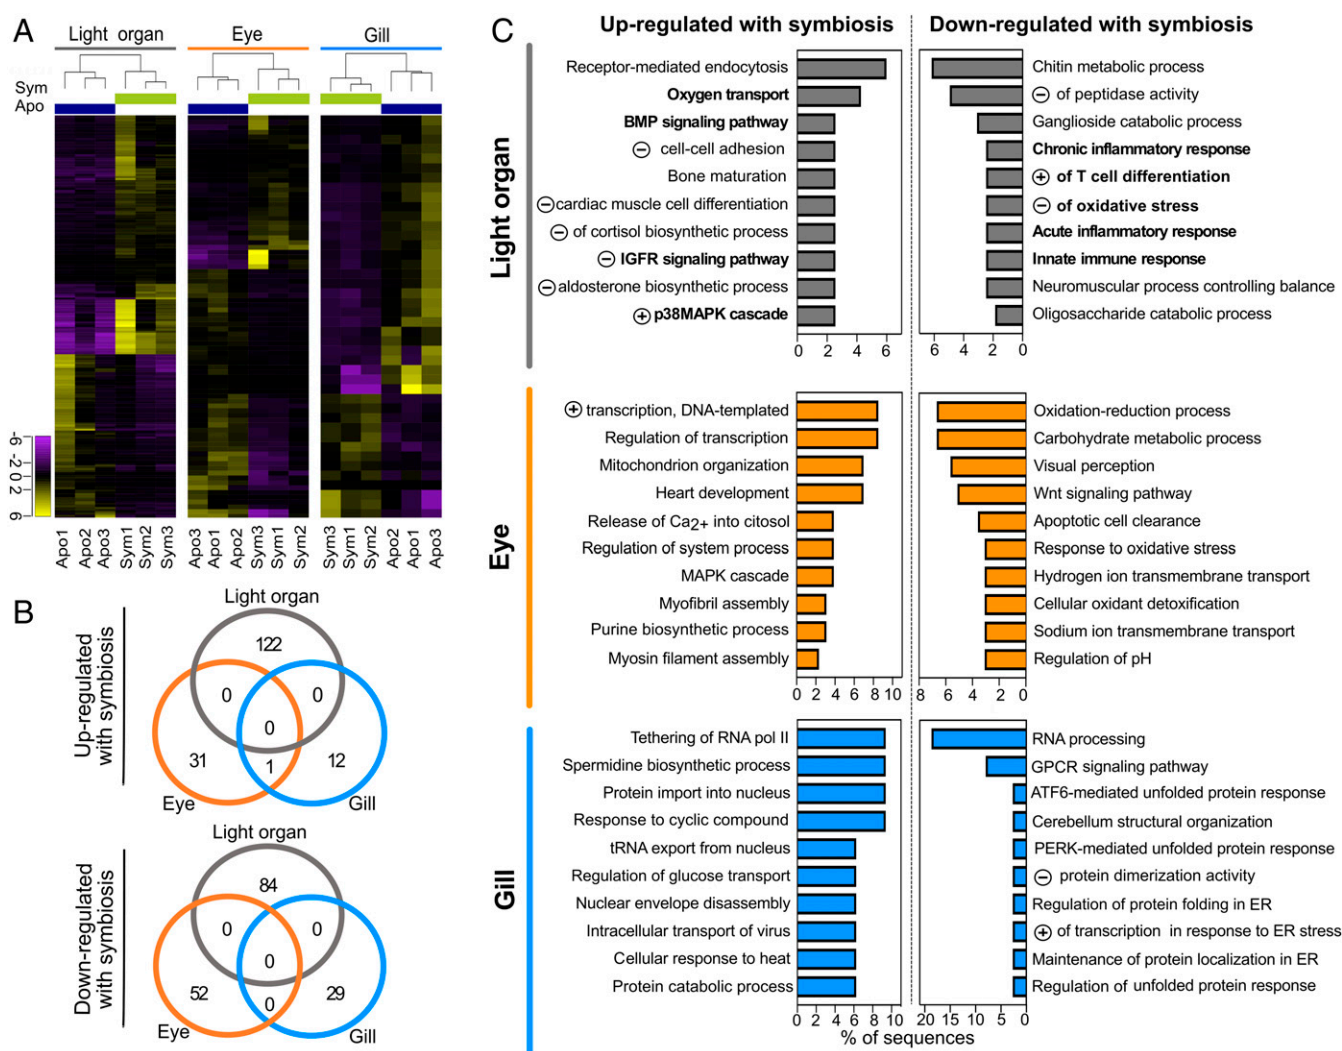 A
Light organ
Eye
Gill
Sym
Apo
-6
-2
0
2
6
Apo1
Apo2
Apo3
Sym1
Sym2
Sym3
Apo3
Apo1
Apo2
Sym3
Sym1
Sym2
Sym3
Sym1
Sym2
Apo2
Apo1
Apo3
B
Up-regulated
with symbiosis
Light organ
122
0
0
0
31
1
12
Eye
Gill
Down-regulated
with symbiosis
Light organ
84
0
0
0
52
0
29
Eye
Gill
C
Up-regulated with symbiosis
Down-regulated with symbiosis
Light organ
Receptor-mediated endocytosis
Oxygen transport
BMP signaling pathway
⊖ cell-cell adhesion
Bone maturation
⊖ cardiac muscle cell differentiation
⊖ of cortisol biosynthetic process
⊖ IGFR signaling pathway
⊖ aldosterone biosynthetic process
⊕ p38MAPK cascade
0 2 4 6
Chitin metabolic process
⊖ of peptidase activity
Ganglioside catabolic process
Chronic inflammatory response
⊕ of T cell differentiation
⊖ of oxidative stress
Acute inflammatory response
Innate immune response
Neuromuscular process controlling balance
Oligosaccharide catabolic process
6 4 2 0
Eye
⊕ transcription, DNA-templated
Regulation of transcription
Mitochondrion organization
Heart development
Release of Ca2+ into citosol
Regulation of system process
MAPK cascade
Myofibril assembly
Purine biosynthetic process
Myosin filament assembly
0 2 4 6 8 10
Oxidation-reduction process
Carbohydrate metabolic process
Visual perception
Wnt signaling pathway
Apoptotic cell clearance
Response to oxidative stress
Hydrogen ion transmembrane transport
Cellular oxidant detoxification
Sodium ion transmembrane transport
Regulation of pH
8 6 4 2 0
Gill
Tethering of RNA pol II
Spermidine biosynthetic process
Protein import into nucleus
Response to cyclic compound
tRNA export from nucleus
Regulation of glucose transport
Nuclear envelope disassembly
Intracellular transport of virus
Cellular response to heat
Protein catabolic process
0 2 4 6 8 10
RNA processing
GPCR signaling pathway
ATF6-mediated unfolded protein response
Cerebellum structural organization
PERK-mediated unfolded protein response
⊖ protein dimerization activity
Regulation of protein folding in ER
⊕ of transcription in response to ER stress
Maintenance of protein localization in ER
Regulation of unfolded protein response
20 15 10 5 0
% of sequences